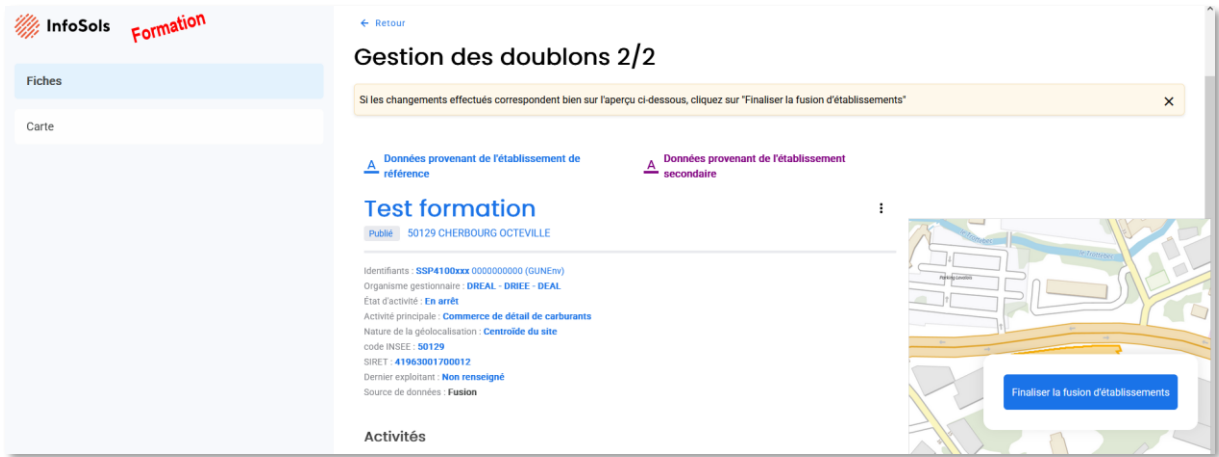 InfoSols
Formation
Fiches
Carte
← Retour
Gestion des doublons 2/2
Si les changements effectués correspondent bien sur l'aperçu ci-dessous, cliquez sur "Finaliser la fusion d'établissements"
A Données provenant de l'établissement de
référence
A Données provenant de l'établissement
secondaire
Test formation
Publié 50129 CHERBOURG OCTEVILLE
Identifiants : SSP4100xxx 0000000000 (GUNEnv)
Organisme gestionnaire : DREAL - DRIEE - DEAL
État d'activité : En arrêt
Activité principale : Commerce de détail de carburants
Nature de la géolocalisation : Centroïde du site
code INSEE : 50129
SIRET : 41963001700012
Dernier exploitant : Non renseigné
Source de données : Fusion
Finaliser la fusion d'établissements
Activités